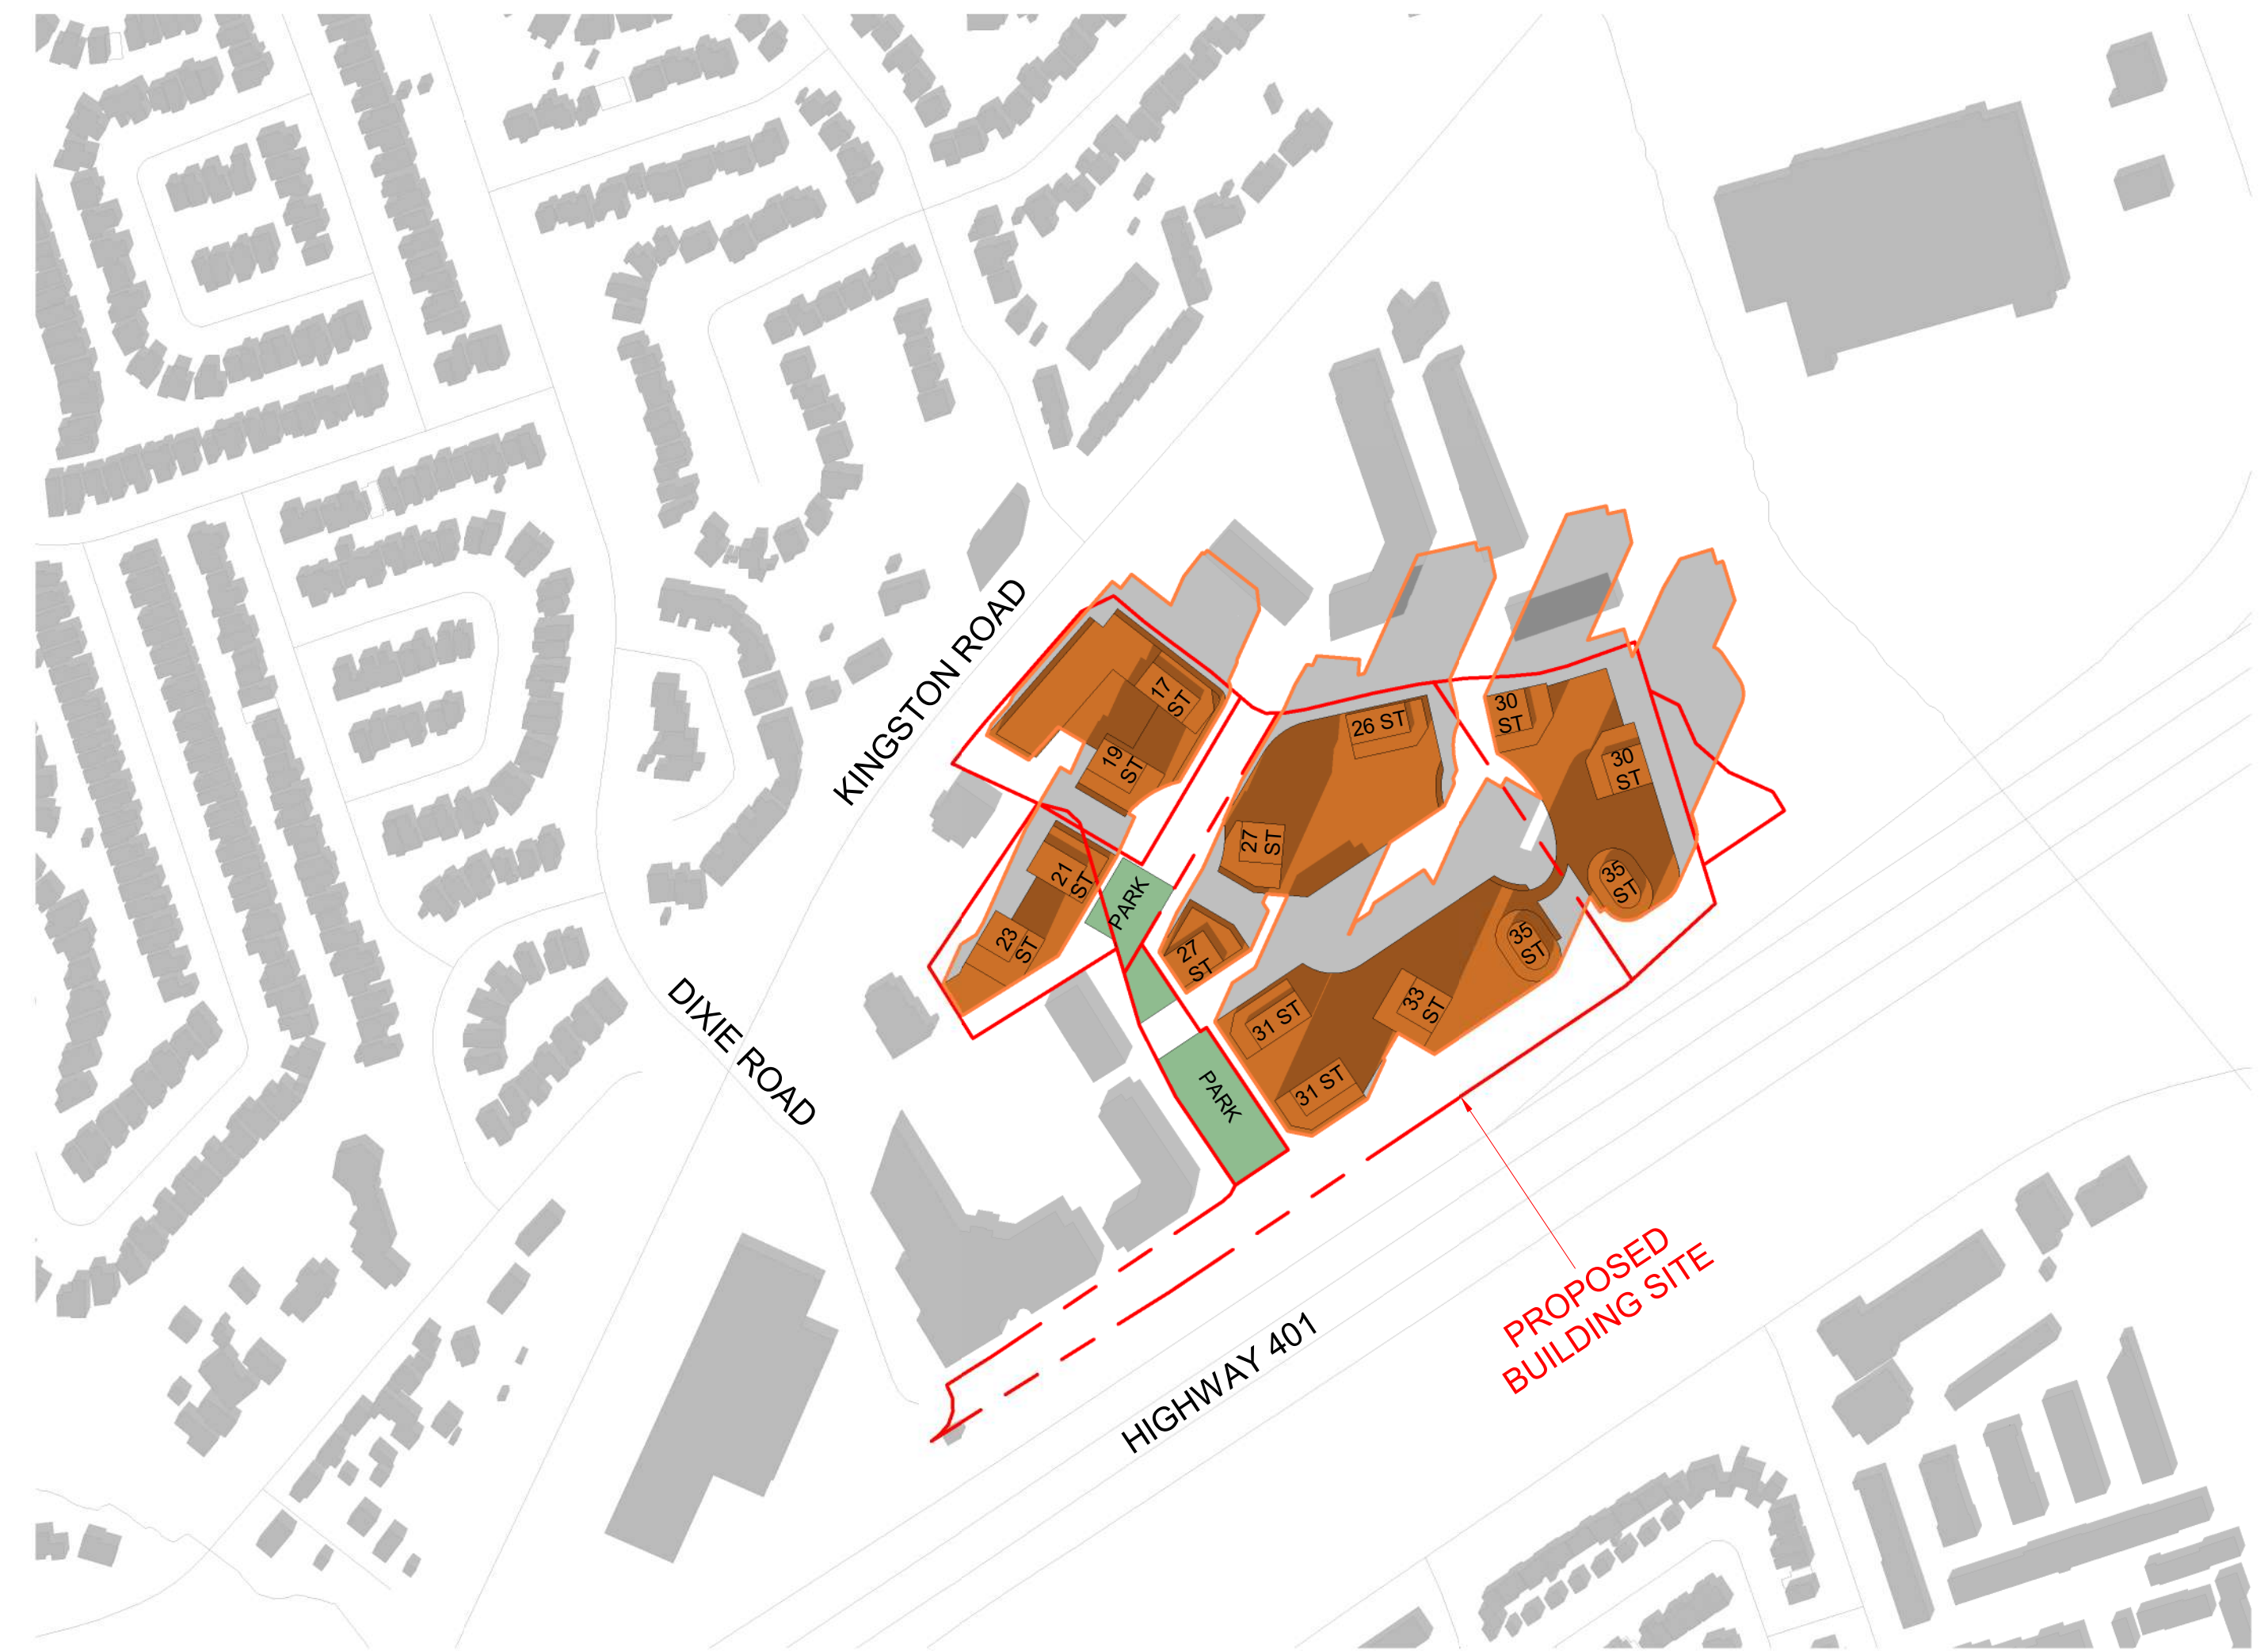 KINGSTON ROAD
DIXIE ROAD
HIGHWAY 401
PROPOSED
BUILDING SITE
17
ST
19
ST
21
ST
23
ST
PARK
PARK
26 ST
27
ST
27
ST
30
ST
30
ST
35
ST
35
ST
33
ST
31 ST
31 ST